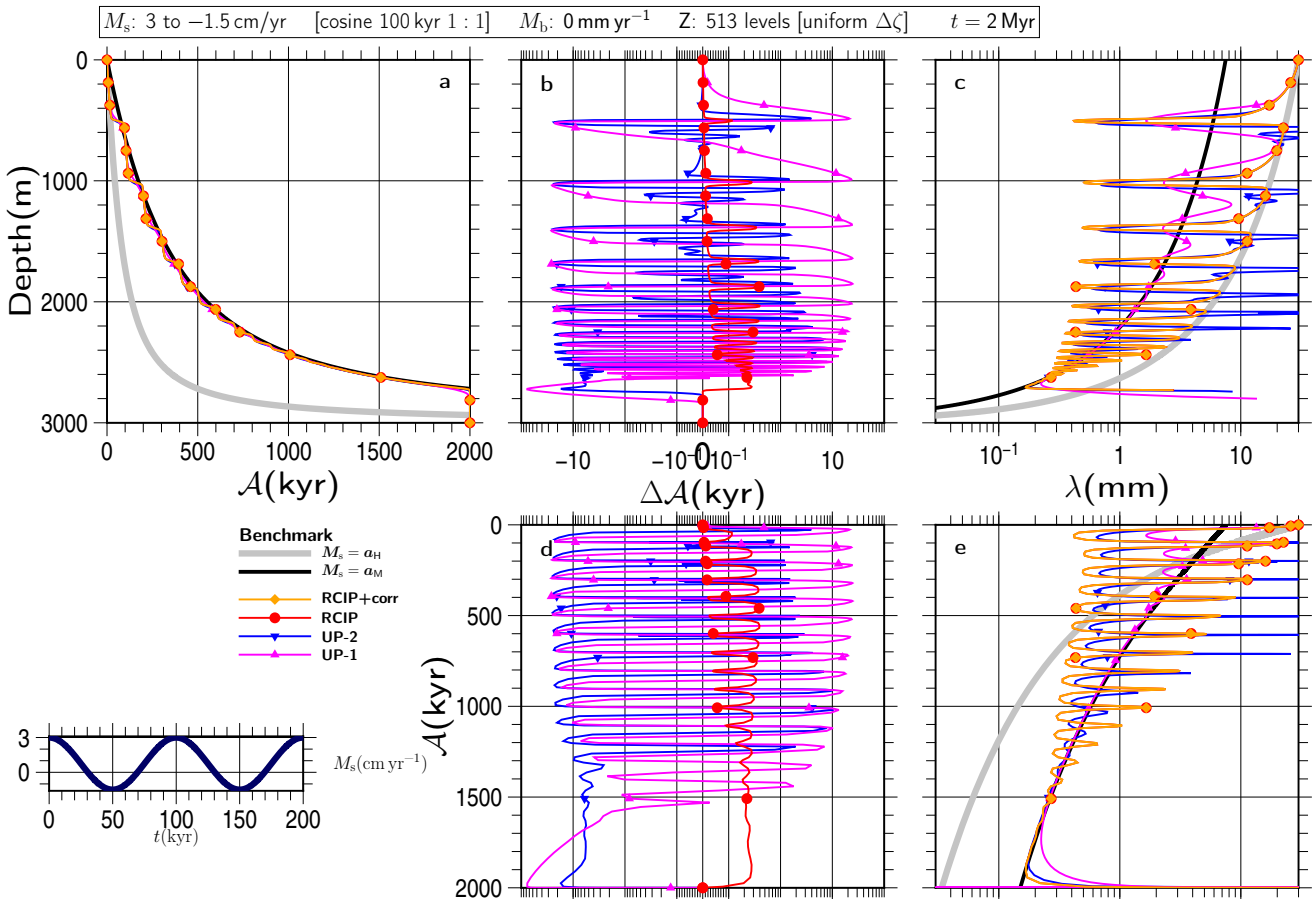 Mₛ: 3 to −1.5 cm/yr [cosine 100 kyr 1 : 1] M_b: 0 mm yr⁻¹ Z: 513 levels [uniform Δζ] t = 2 Myr
a b c
0
1000
2000
3000
Depth(m)
0 500 1000 1500 2000
𝒜(kyr)
−10 −10⁻¹ 0 10⁻¹ 10
Δ𝒜(kyr)
10⁻¹ 1 10
λ(mm)
Benchmark
Mₛ = a_H
Mₛ = a_M
RCIP+corr
RCIP
UP-2
UP-1
d e
0
500
1000
1500
2000
𝒜(kyr)
3
0
Mₛ(cm yr⁻¹)
0 50 100 150 200
t(kyr)